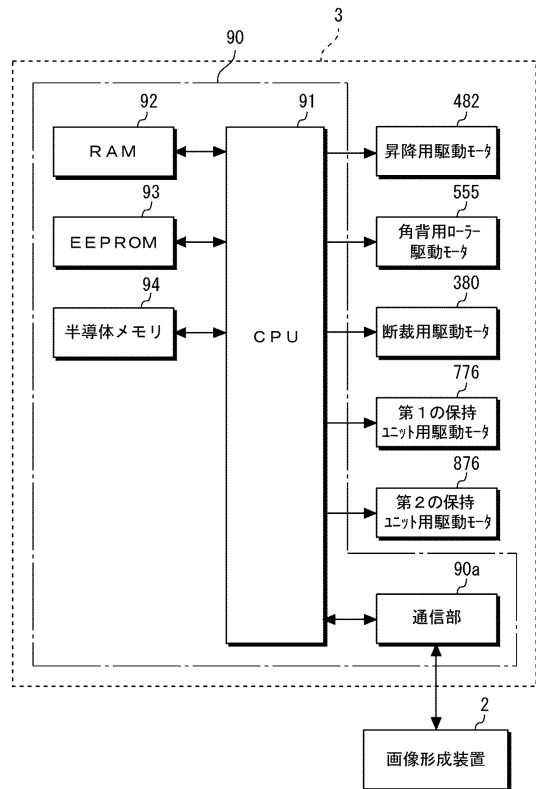 3
90
92
91
482
ＲＡＭ
昇降用駆動ﾓｰﾀ
93
555
ＥＥＰＲＯＭ
角背用ﾛｰﾗｰ
駆動ﾓｰﾀ
94
380
半導体メモリ
ＣＰＵ
断裁用駆動ﾓｰﾀ
776
第１の保持
ﾕﾆｯﾄ用駆動ﾓｰﾀ
876
第２の保持
ﾕﾆｯﾄ用駆動ﾓｰﾀ
90a
通信部
2
画像形成装置